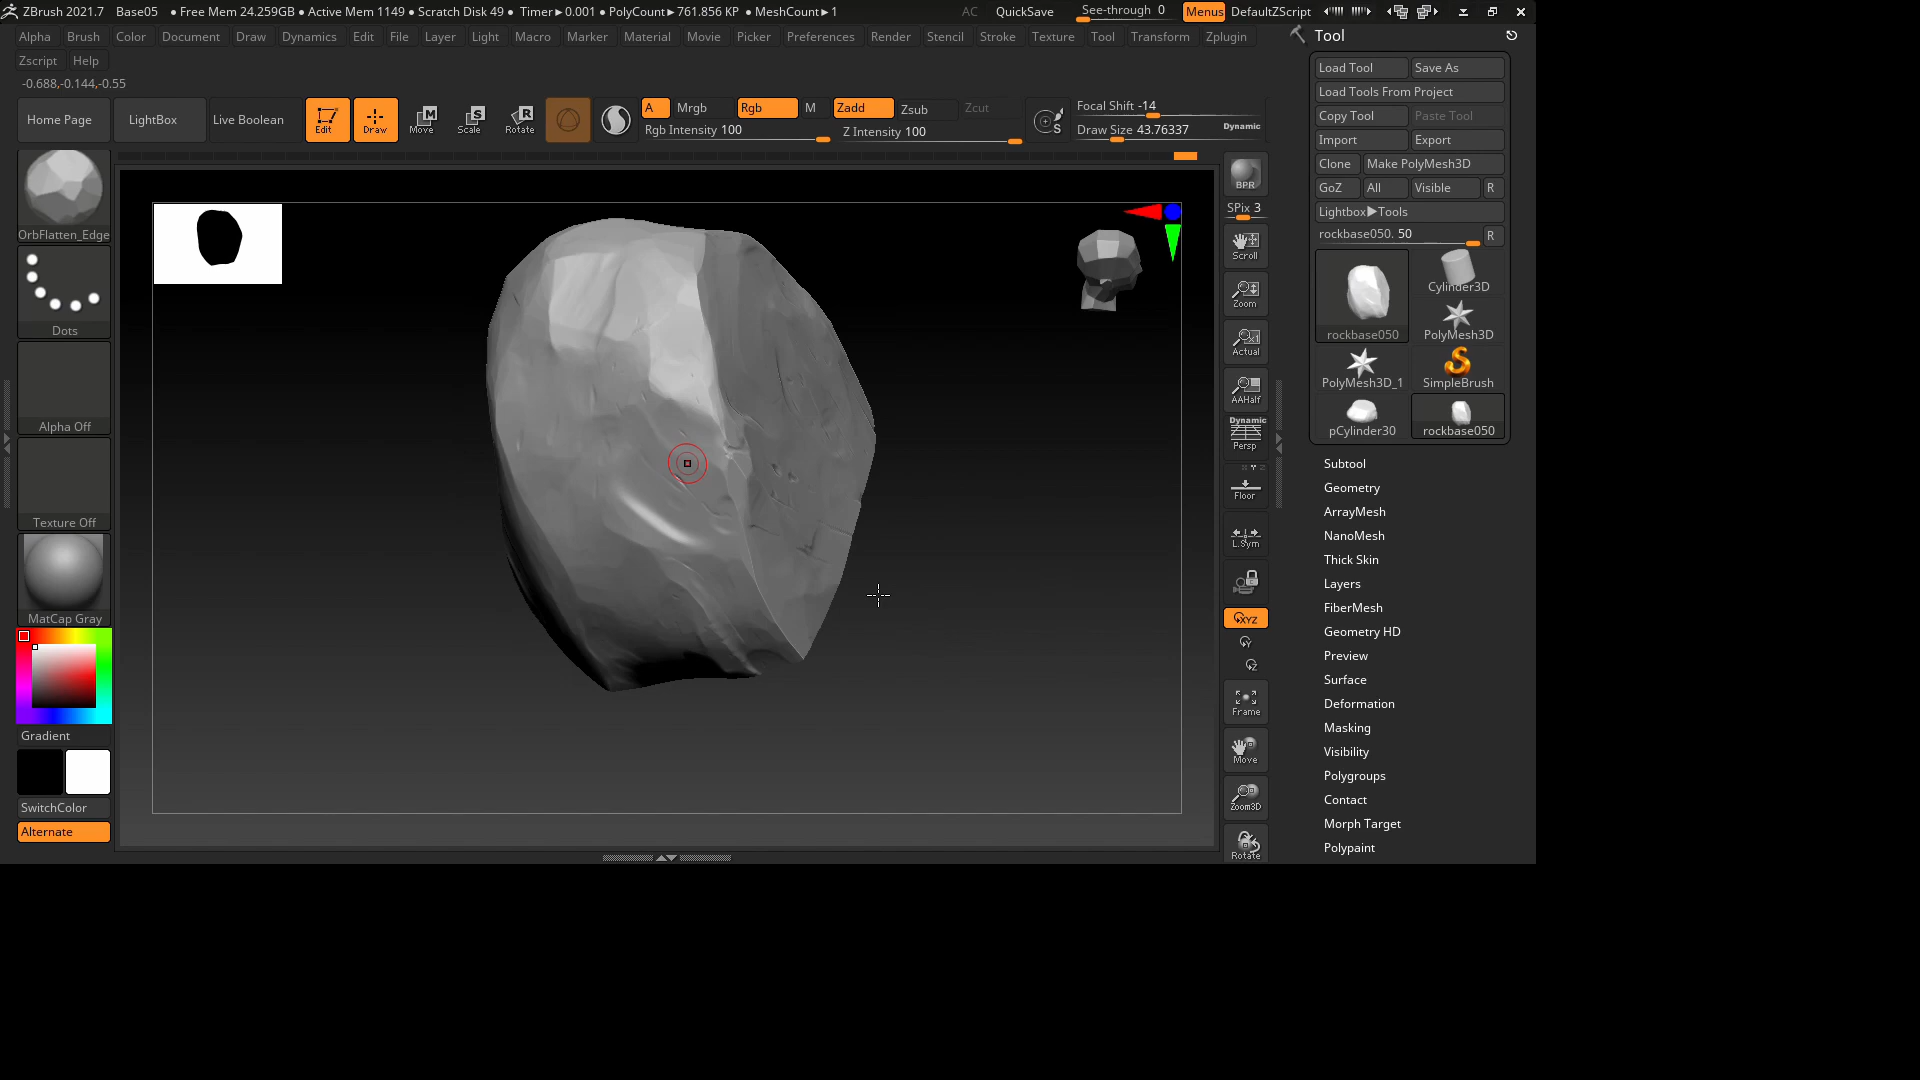 ZBrush 2021.7 Base05 • Free Mem 24.259GB • Active Mem 1149 • Scratch Disk 49 • Timer▶0.001 • PolyCount▶761.856 KP • MeshCount▶1 AC QuickSave See-through 0 Menus DefaultZScript
Alpha Brush Color Document Draw Dynamics Edit File Layer Light Macro Marker Material Movie Picker Preferences Render Stencil Stroke Texture Tool Transform Zplugin
Zscript Help
-0.688,-0.144,-0.55
Home Page LightBox Live Boolean Edit Draw Move Scale Rotate
M S R
A Mrgb Rgb M Zadd Zsub Zcut
Rgb Intensity 100 Z Intensity 100
S
Focal Shift -14
Draw Size 43.76337 Dynamic
OrbFlatten_Edge
Dots
Alpha Off
Texture Off
MatCap Gray
Gradient
SwitchColor
Alternate
BPR
SPix 3
Scroll
Zoom
Actual
AAHalf
Dynamic
Persp
Floor
L.Sym
XYZ
Y
Z
Frame
Move
Zoom3D
Rotate
Tool
Load Tool Save As
Load Tools From Project
Copy Tool Paste Tool
Import Export
Clone Make PolyMesh3D
GoZ All Visible R
Lightbox▶Tools
rockbase050. 50 R
rockbase050 Cylinder3D
PolyMesh3D
PolyMesh3D_1 SimpleBrush
pCylinder30 rockbase050
Subtool
Geometry
ArrayMesh
NanoMesh
Thick Skin
Layers
FiberMesh
Geometry HD
Preview
Surface
Deformation
Masking
Visibility
Polygroups
Contact
Morph Target
Polypaint